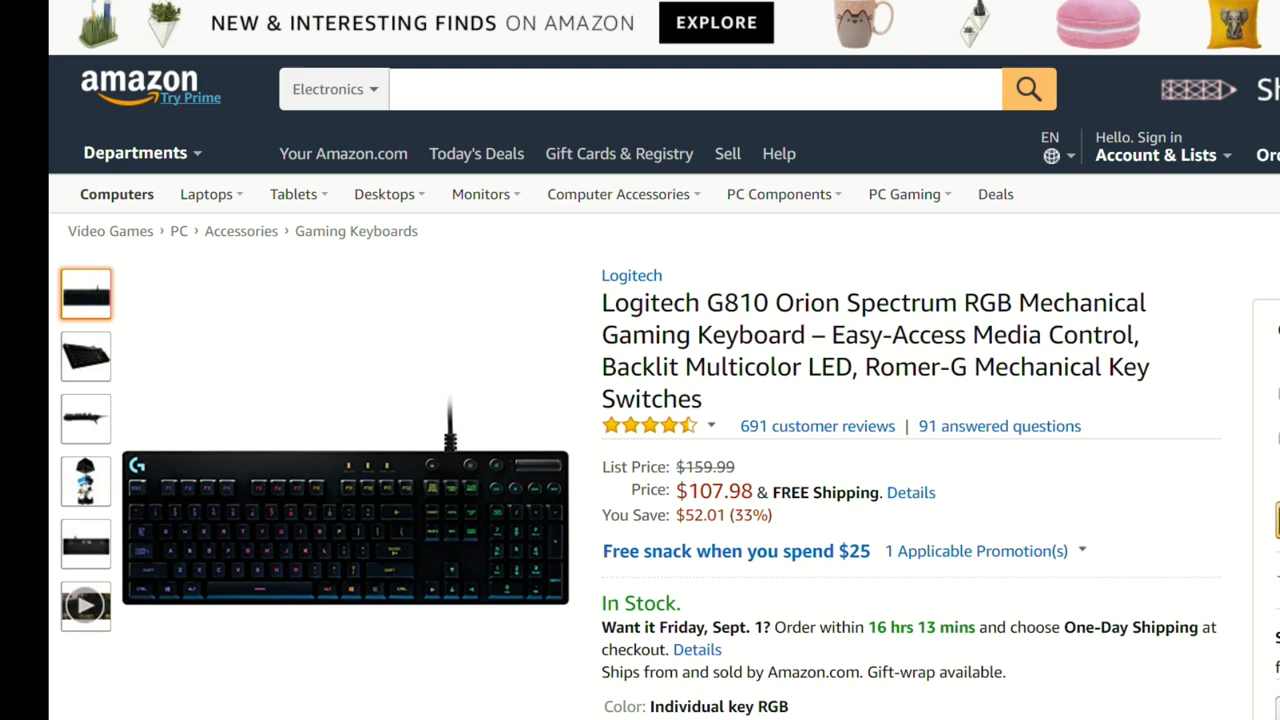 NEW & INTERESTING FINDS ON AMAZON EXPLORE
amazon
Try Prime
Electronics
EN
Hello. Sign in
Departments
Your Amazon.com Today's Deals Gift Cards & Registry Sell Help
Account & Lists
Computers Laptops Tablets Desktops Monitors Computer Accessories PC Components PC Gaming Deals
Video Games › PC › Accessories › Gaming Keyboards
Logitech
Logitech G810 Orion Spectrum RGB Mechanical
Gaming Keyboard – Easy-Access Media Control,
Backlit Multicolor LED, Romer-G Mechanical Key
Switches
691 customer reviews | 91 answered questions
List Price: $159.99
Price: $107.98 & FREE Shipping. Details
You Save: $52.01 (33%)
Free snack when you spend $25 1 Applicable Promotion(s)
In Stock.
Want it Friday, Sept. 1? Order within 16 hrs 13 mins and choose One-Day Shipping at
checkout. Details
Ships from and sold by Amazon.com. Gift-wrap available.
Color: Individual key RGB